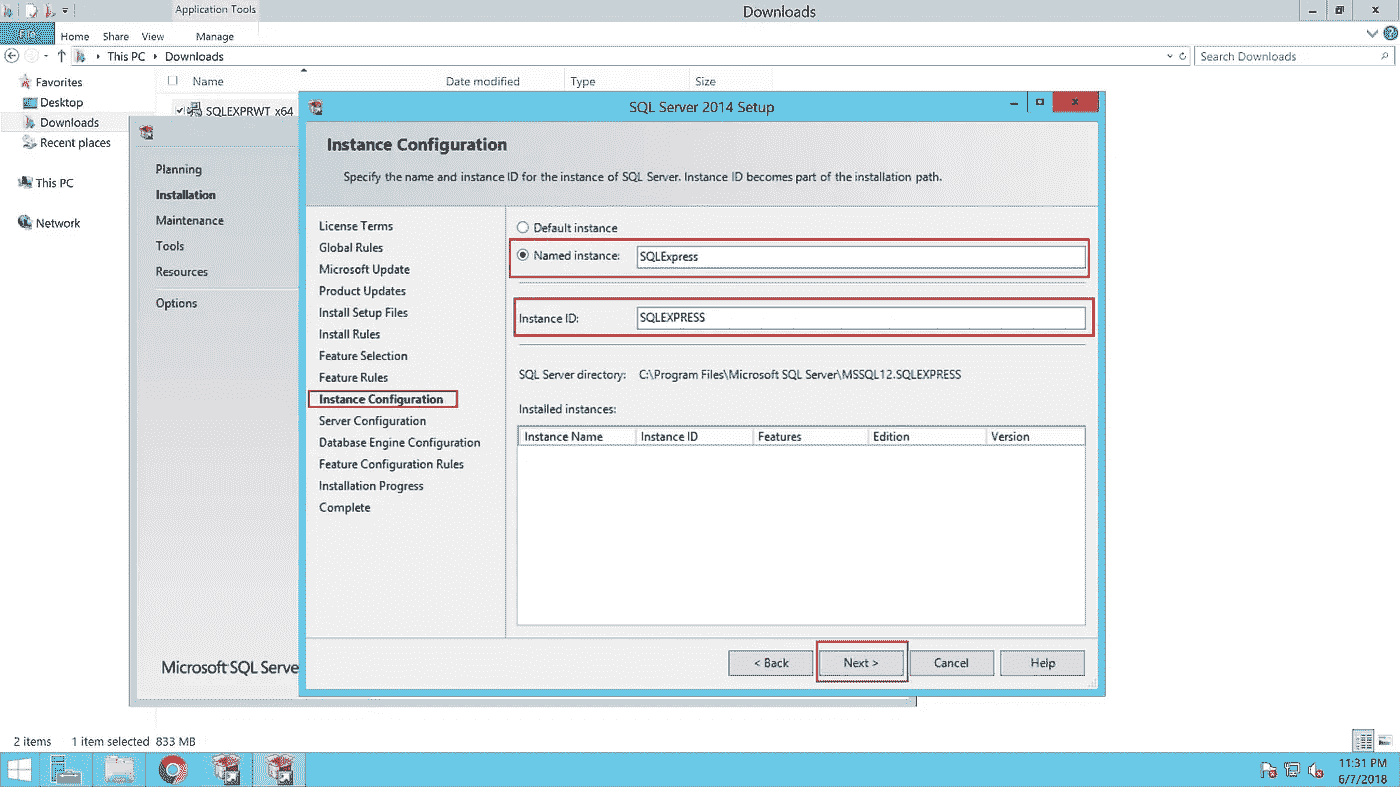 Application Tools
Downloads
File
Home Share View Manage
This PC Downloads
Search Downloads
Favorites
Desktop
Downloads
Recent places
This PC
Network
Name Date modified Type Size
SQLEXPRWT_x64
Planning
Installation
Maintenance
Tools
Resources
Options
Microsoft SQL Serve
SQL Server 2014 Setup
Instance Configuration
Specify the name and instance ID for the instance of SQL Server. Instance ID becomes part of the installation path.
License Terms
Global Rules
Microsoft Update
Product Updates
Install Setup Files
Install Rules
Feature Selection
Feature Rules
Instance Configuration
Server Configuration
Database Engine Configuration
Feature Configuration Rules
Installation Progress
Complete
Default instance
Named instance: SQLExpress
Instance ID: SQLEXPRESS
SQL Server directory: C:\Program Files\Microsoft SQL Server\MSSQL12.SQLEXPRESS
Installed instances:
Instance Name Instance ID Features Edition Version
< Back Next > Cancel Help
2 items 1 item selected 833 MB
11:31 PM
6/7/2018